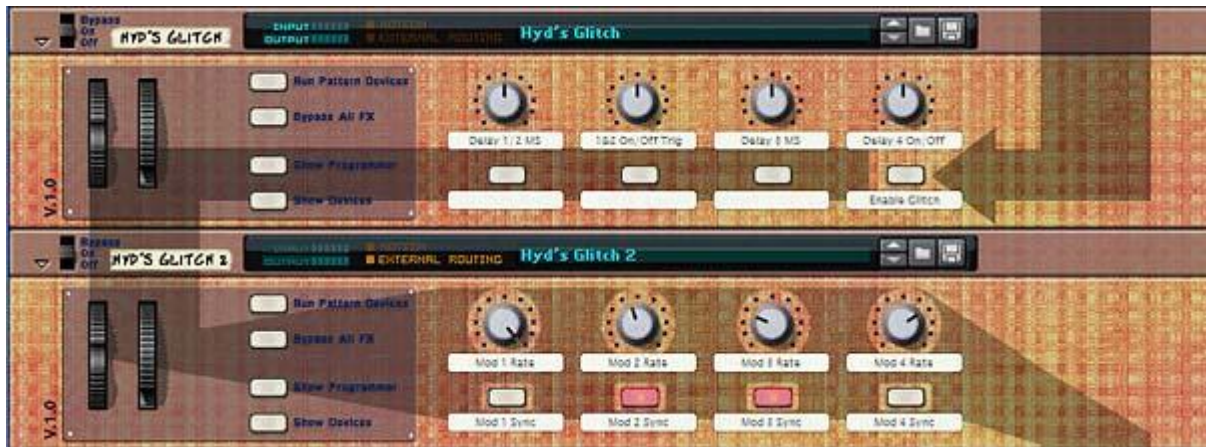 Bypass
On
Off
HYD'S GLITCH
INPUT
OUTPUT
EXTERNAL ROUTING
Hyd's Glitch
Run Pattern Devices
Bypass All FX
Show Programmer
Show Devices
V.1.0
Delay 1/2 MS
1&2 On/Off Trig
Delay 3 MS
Delay 4 On/Off
Enable Glitch
Bypass
On
Off
HYD'S GLITCH 2
INPUT
OUTPUT
EXTERNAL ROUTING
Hyd's Glitch 2
Run Pattern Devices
Bypass All FX
Show Programmer
Show Devices
V.1.0
Mod 1 Rate
Mod 2 Rate
Mod 3 Rate
Mod 4 Rate
Mod 1 Sync
Mod 2 Sync
Mod 3 Sync
Mod 4 Sync